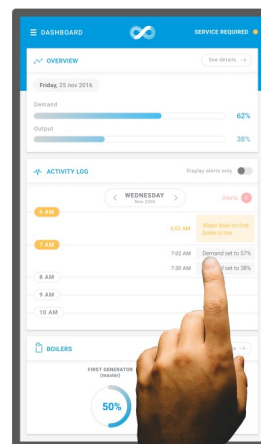 DASHBOARD
SERVICE REQUIRED
OVERVIEW
See details →
Friday, 25 nov 2016
Demand
62%
Output
38%
ACTIVITY LOG
Display alerts only
WEDNESDAY
Nov 23th
Alerts
6 AM
6:02 AM Water level on first
boiler is low
7 AM
7:02 AM Demand set to 57%
7:30 AM set to 38%
8 AM
9 AM
10 AM
BOILERS
FIRST GENERATOR
(master)
50%